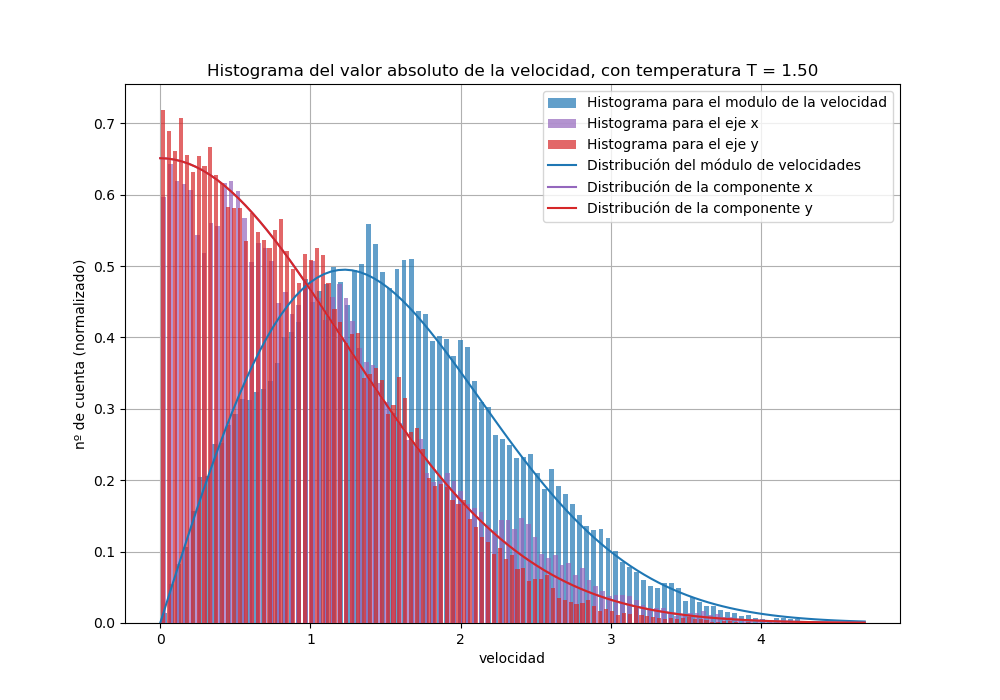 Histograma del valor absoluto de la velocidad, con temperatura T = 1.50
Histograma para el modulo de la velocidad
Histograma para el eje x
Histograma para el eje y
Distribución del módulo de velocidades
Distribución de la componente x
Distribución de la componente y
nº de cuenta (normalizado)
0.7
0.6
0.5
0.4
0.3
0.2
0.1
0.0
0 1 2 3 4
velocidad